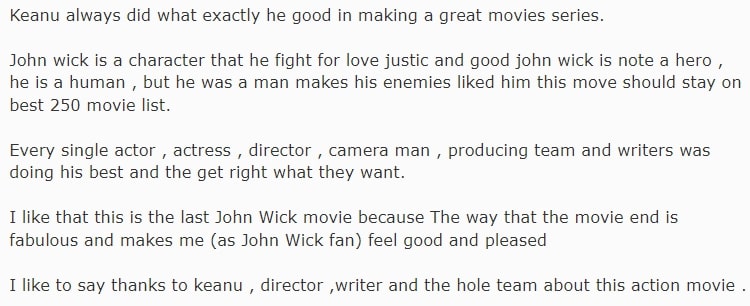 Keanu always did what exactly he good in making a great movies series.
John wick is a character that he fight for love justic and good john wick is note a hero ,
he is a human , but he was a man makes his enemies liked him this move should stay on
best 250 movie list.
Every single actor , actress , director , camera man , producing team and writers was
doing his best and the get right what they want.
I like that this is the last John Wick movie because The way that the movie end is
fabulous and makes me (as John Wick fan) feel good and pleased
I like to say thanks to keanu , director ,writer and the hole team about this action movie .